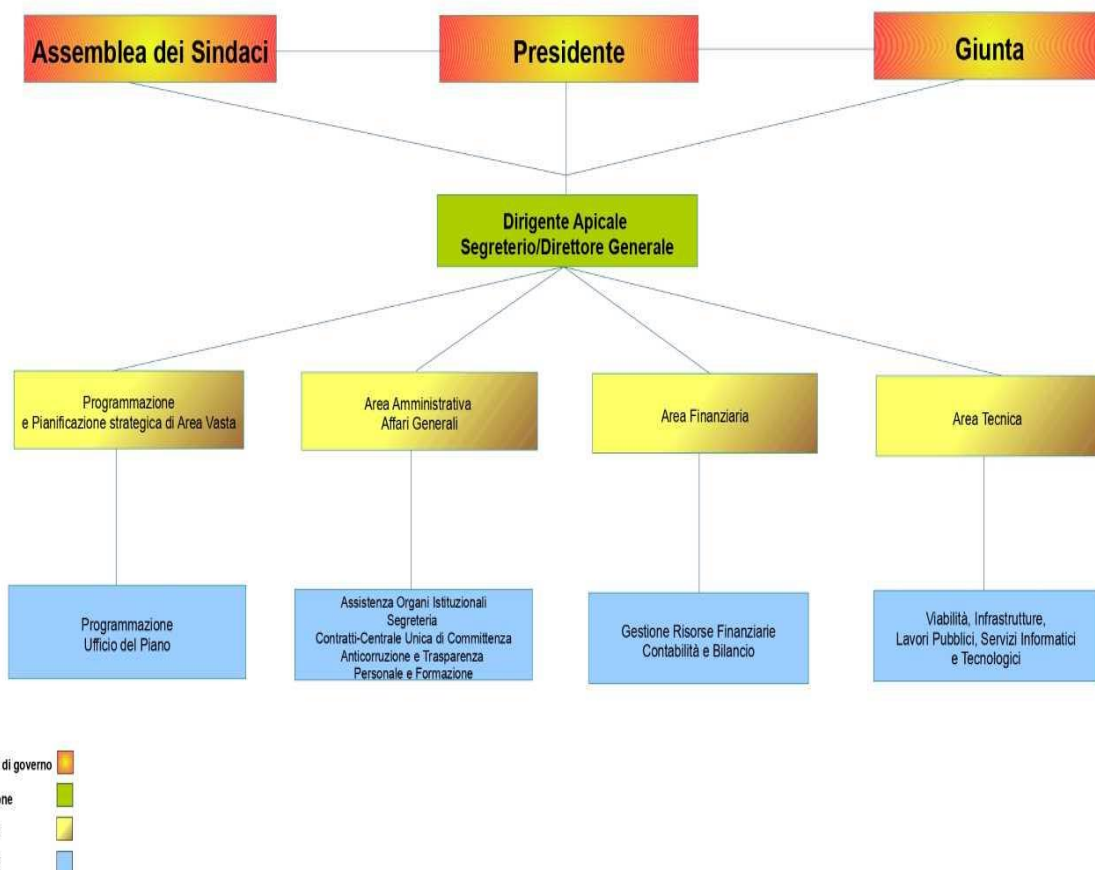 Assemblea dei Sindaci
Presidente
Giunta
Dirigente Apicale
Segreterio/Direttore Generale
Programmazione
e Pianificazione strategica di Area Vasta
Area Amministrativa
Affari Generali
Area Finanziaria
Area Tecnica
Programmazione
Ufficio del Piano
Assistenza Organi Istituzionali
Segreteria
Contratti-Centrale Unica di Committenza
Anticorruzione e Trasparenza
Personale e Formazione
Gestione Risorse Finanziarie
Contabilità e Bilancio
Viabilità, Infrastrutture,
Lavori Pubblici, Servizi Informatici
e Tecnologici
di governo